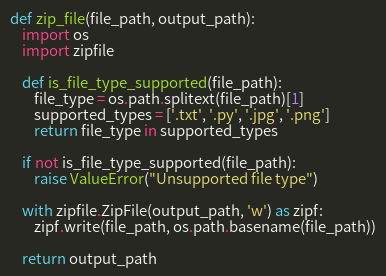 def zip_file(file_path, output_path):
    import os
    import zipfile

    def is_file_type_supported(file_path):
        file_type = os.path.splitext(file_path)[1]
        supported_types = ['.txt', '.py', '.jpg', '.png']
        return file_type in supported_types

    if not is_file_type_supported(file_path):
        raise ValueError("Unsupported file type")

    with zipfile.ZipFile(output_path, 'w') as zipf:
        zipf.write(file_path, os.path.basename(file_path))

    return output_path